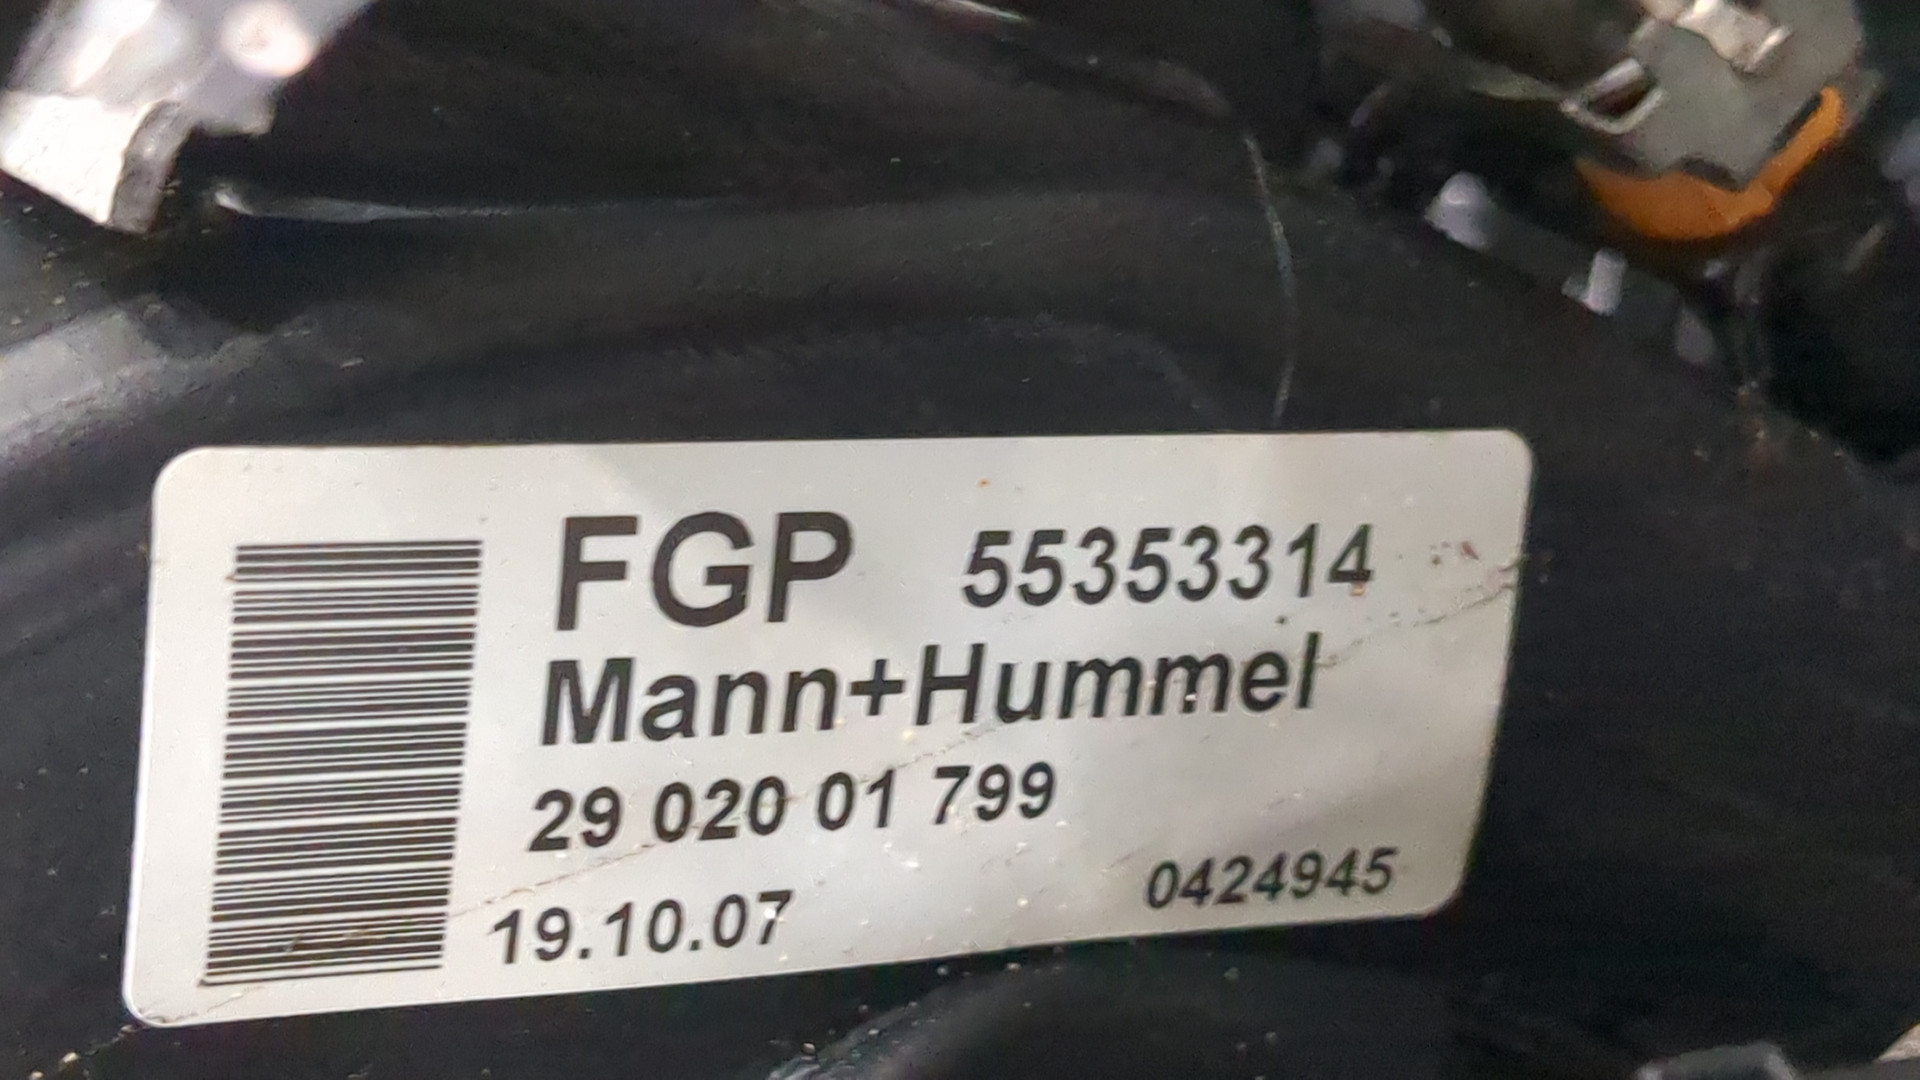 FGP 55353314
Mann+Hummel
29 020 01 799
19.10.07 0424945